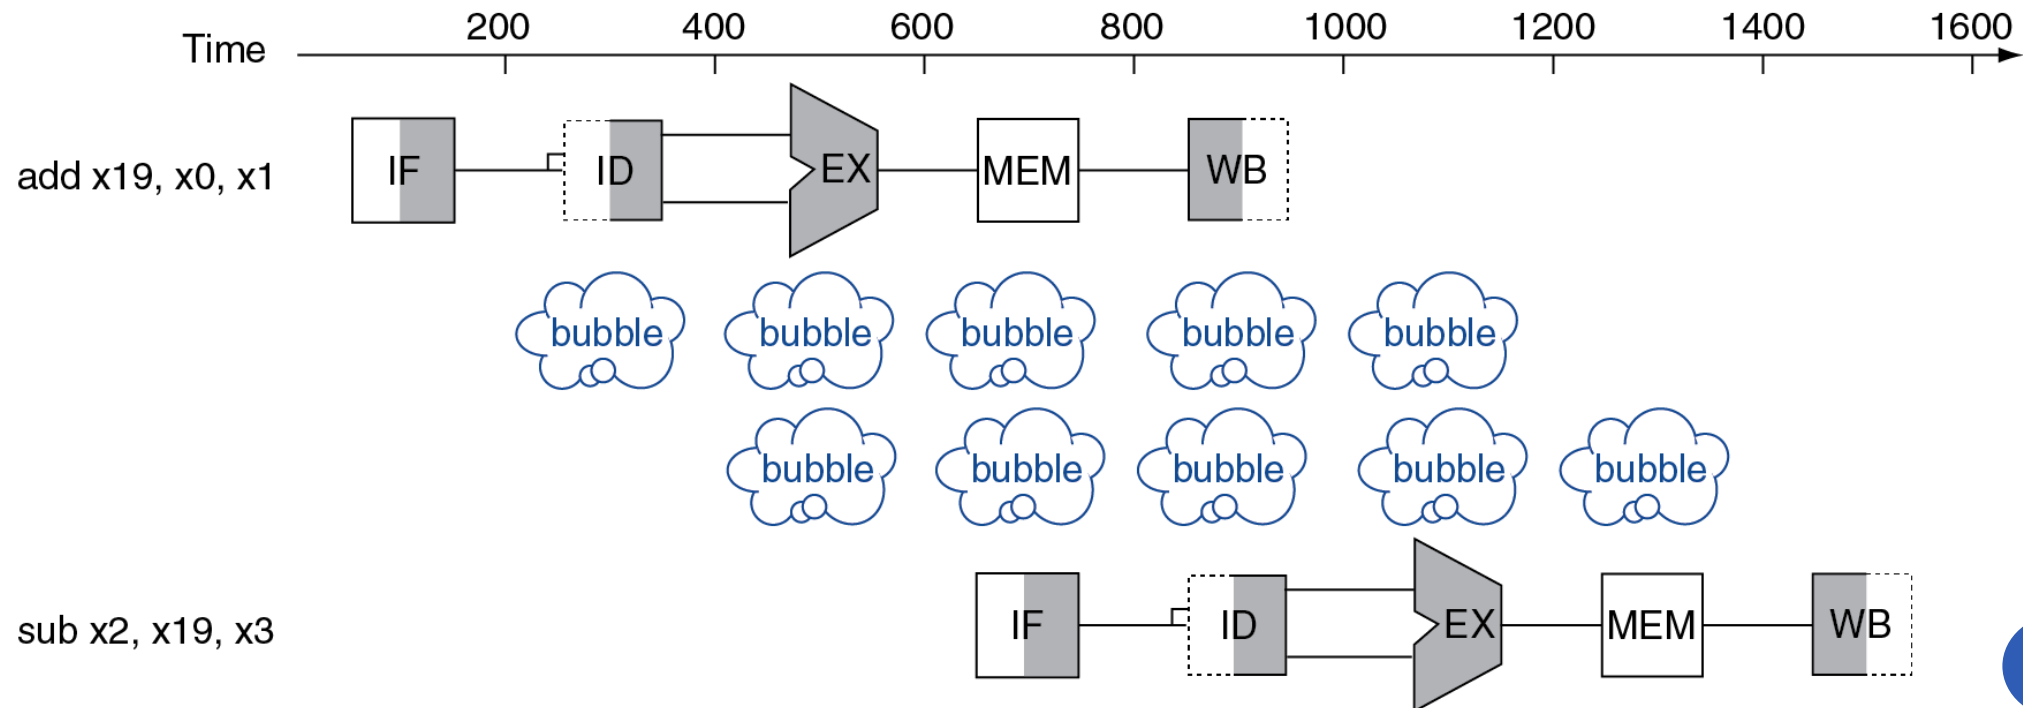 200 400 600 800 1000 1200 1400 1600
Time
add x19, x0, x1 IF ID EX MEM WB
bubble bubble bubble bubble bubble
bubble bubble bubble bubble bubble
sub x2, x19, x3 IF ID EX MEM WB